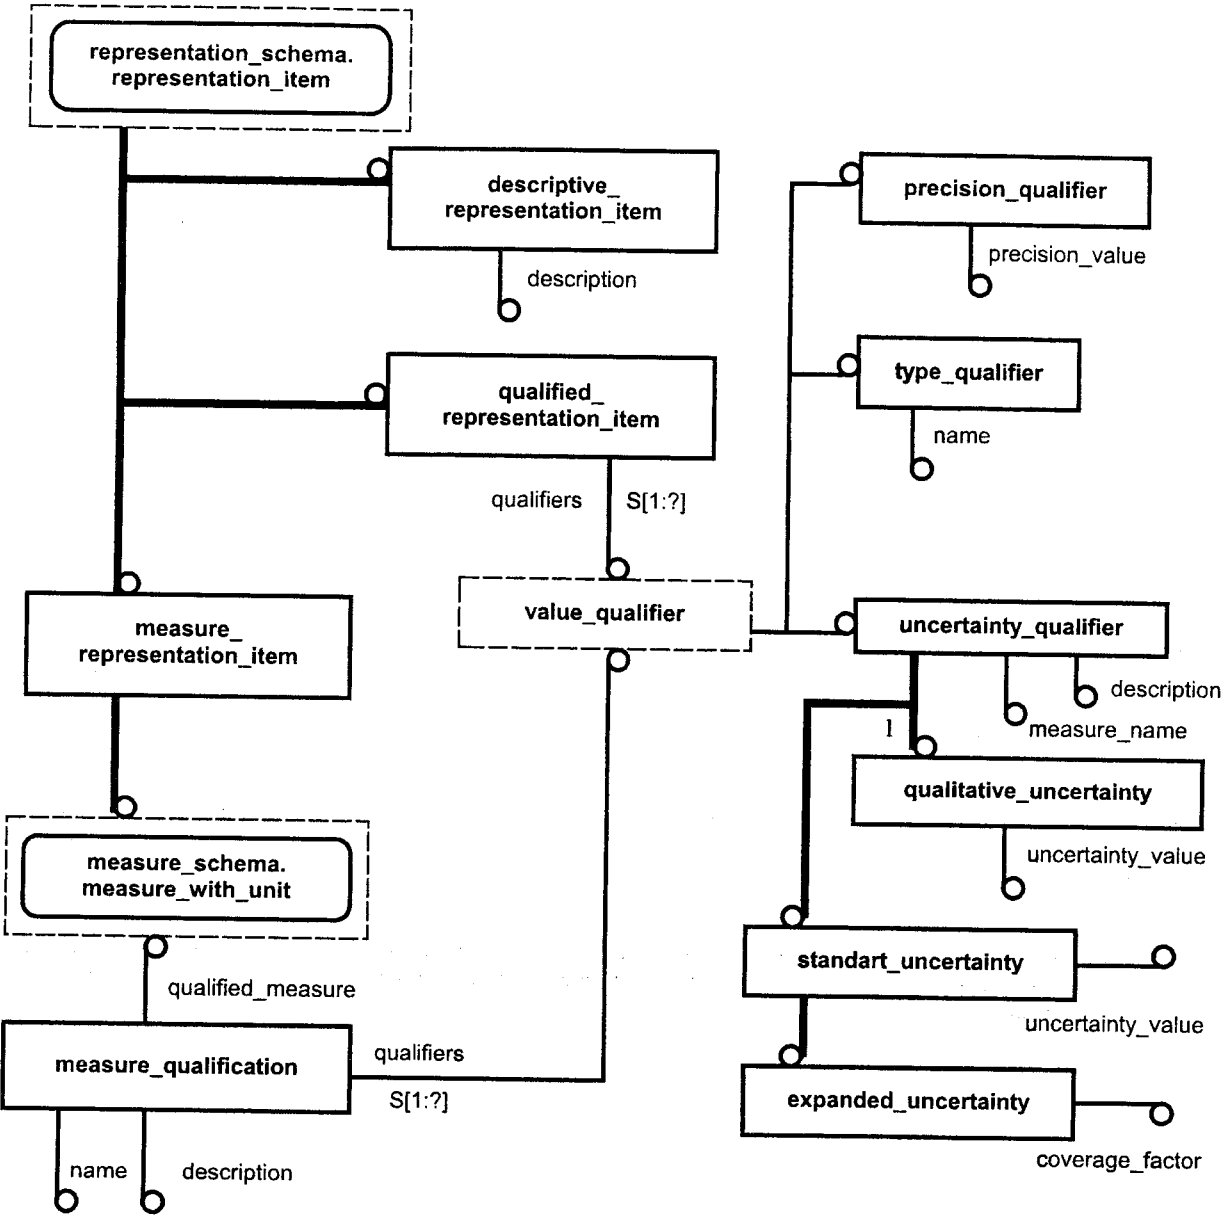 representation_schema.
representation_item
descriptive_
representation_item
description
precision_qualifier
precision_value
type_qualifier
name
qualified_
representation_item
qualifiers
S[1:?]
value_qualifier
uncertainty_qualifier
description
measure_name
1
qualitative_uncertainty
uncertainty_value
measure_
representation_item
measure_schema.
measure_with_unit
qualified_measure
measure_qualification
qualifiers
S[1:?]
name
description
standart_uncertainty
uncertainty_value
expanded_uncertainty
coverage_factor